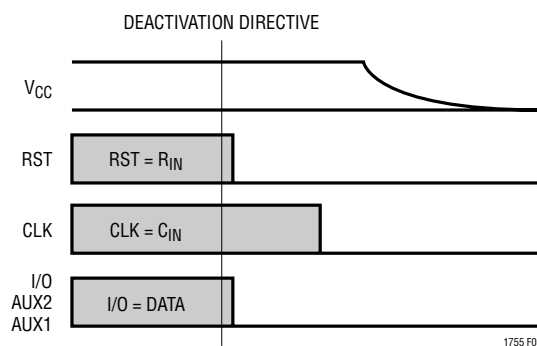 DEACTIVATION DIRECTIVE
VCC
RST
RST = RIN
CLK
CLK = CIN
I/O
AUX2
AUX1
I/O = DATA
1755 F0